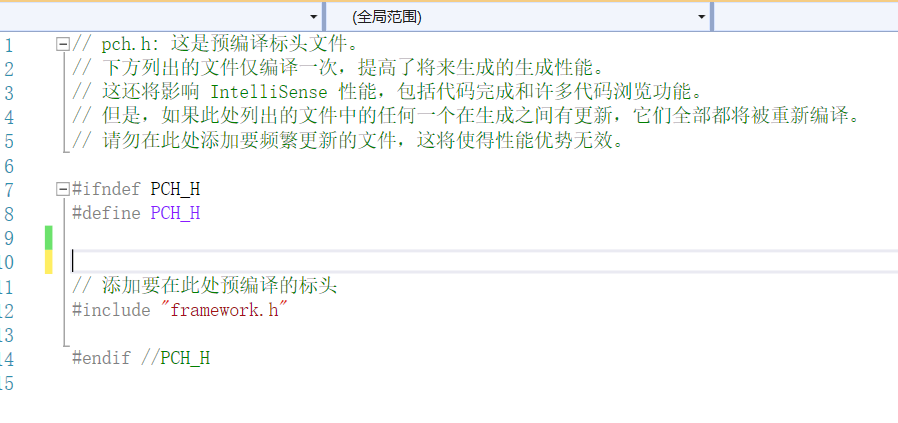 (全局范围)
1 // pch.h: 这是预编译标头文件。
2 // 下方列出的文件仅编译一次，提高了将来生成的生成性能。
3 // 这还将影响 IntelliSense 性能，包括代码完成和许多代码浏览功能。
4 // 但是，如果此处列出的文件中的任何一个在生成之间有更新，它们全部都将被重新编译。
5 // 请勿在此处添加要频繁更新的文件，这将使得性能优势无效。
6
7 #ifndef PCH_H
8 #define PCH_H
9
10
11 // 添加要在此处预编译的标头
12 #include "framework.h"
13
14 #endif //PCH_H
15